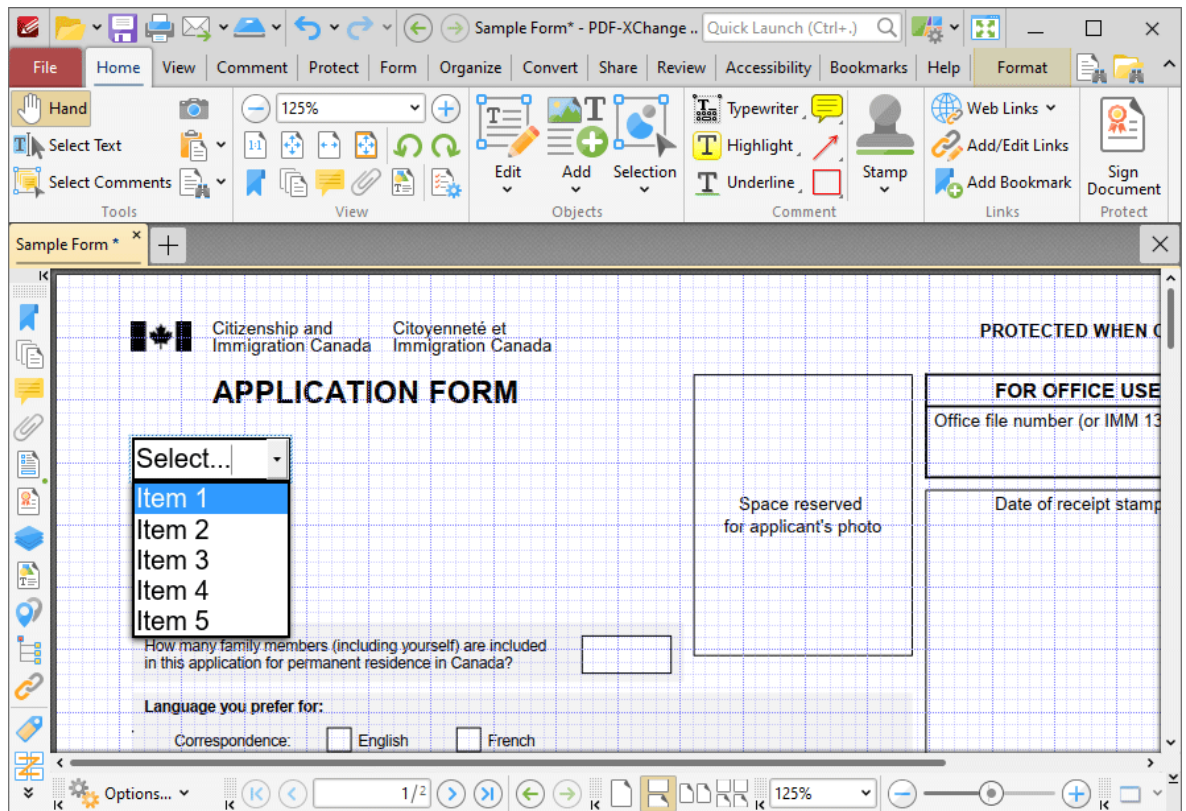 Sample Form* - PDF-XChange ..
Quick Launch (Ctrl+.)
File Home View Comment Protect Form Organize Convert Share Review Accessibility Bookmarks Help Format
Hand
Select Text
Select Comments
Tools
125%
1:1
View
Edit
Add
Selection
Objects
Typewriter
Highlight
Underline
Stamp
Comment
Web Links
Add/Edit Links
Add Bookmark
Links
Sign
Document
Protect
Sample Form *
Citizenship and
Immigration Canada
Citoyenneté et
Immigration Canada
PROTECTED WHEN
APPLICATION FORM
FOR OFFICE USE
Office file number (or IMM 13
Select...
Item 1
Item 2
Item 3
Item 4
Item 5
Space reserved
for applicant's photo
Date of receipt stamp
How many family members (including yourself) are included
in this application for permanent residence in Canada?
Language you prefer for:
Correspondence: English French
Options...
1/2
125%